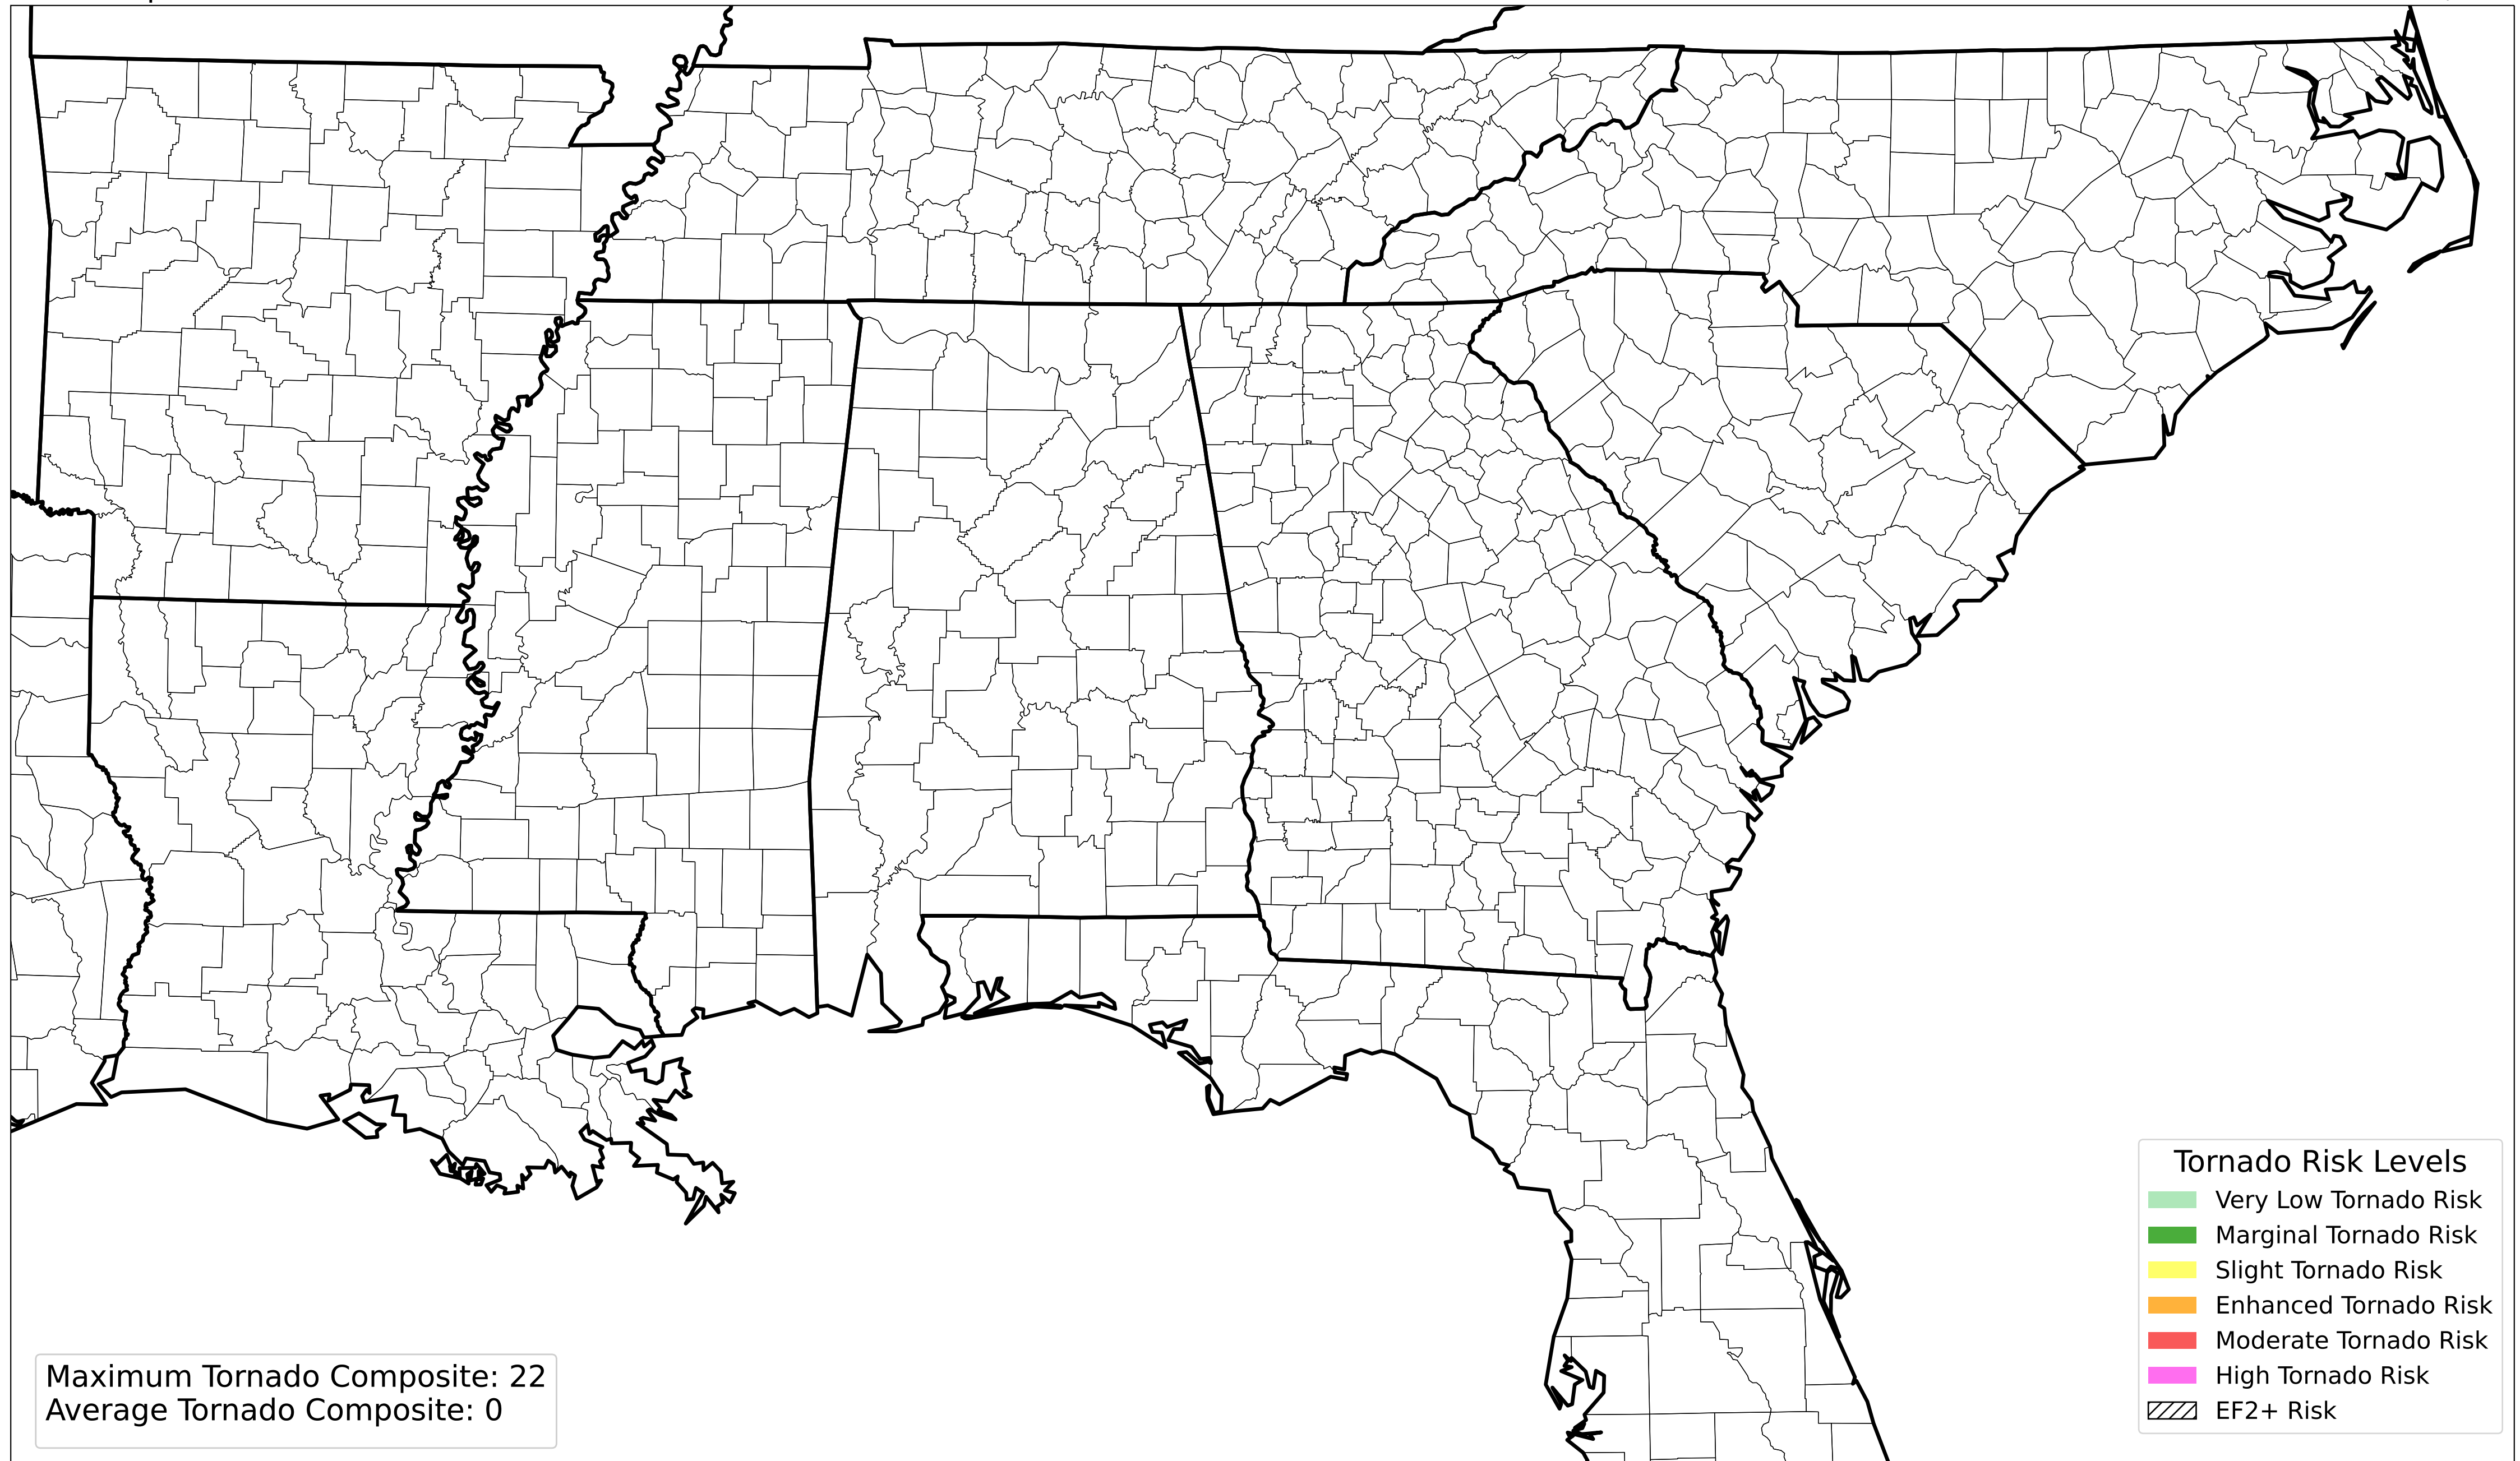 Tornado Risk Levels
Very Low Tornado Risk
Marginal Tornado Risk
Slight Tornado Risk
Enhanced Tornado Risk
Moderate Tornado Risk
High Tornado Risk
EF2+ Risk
Maximum Tornado Composite: 22
Average Tornado Composite: 0